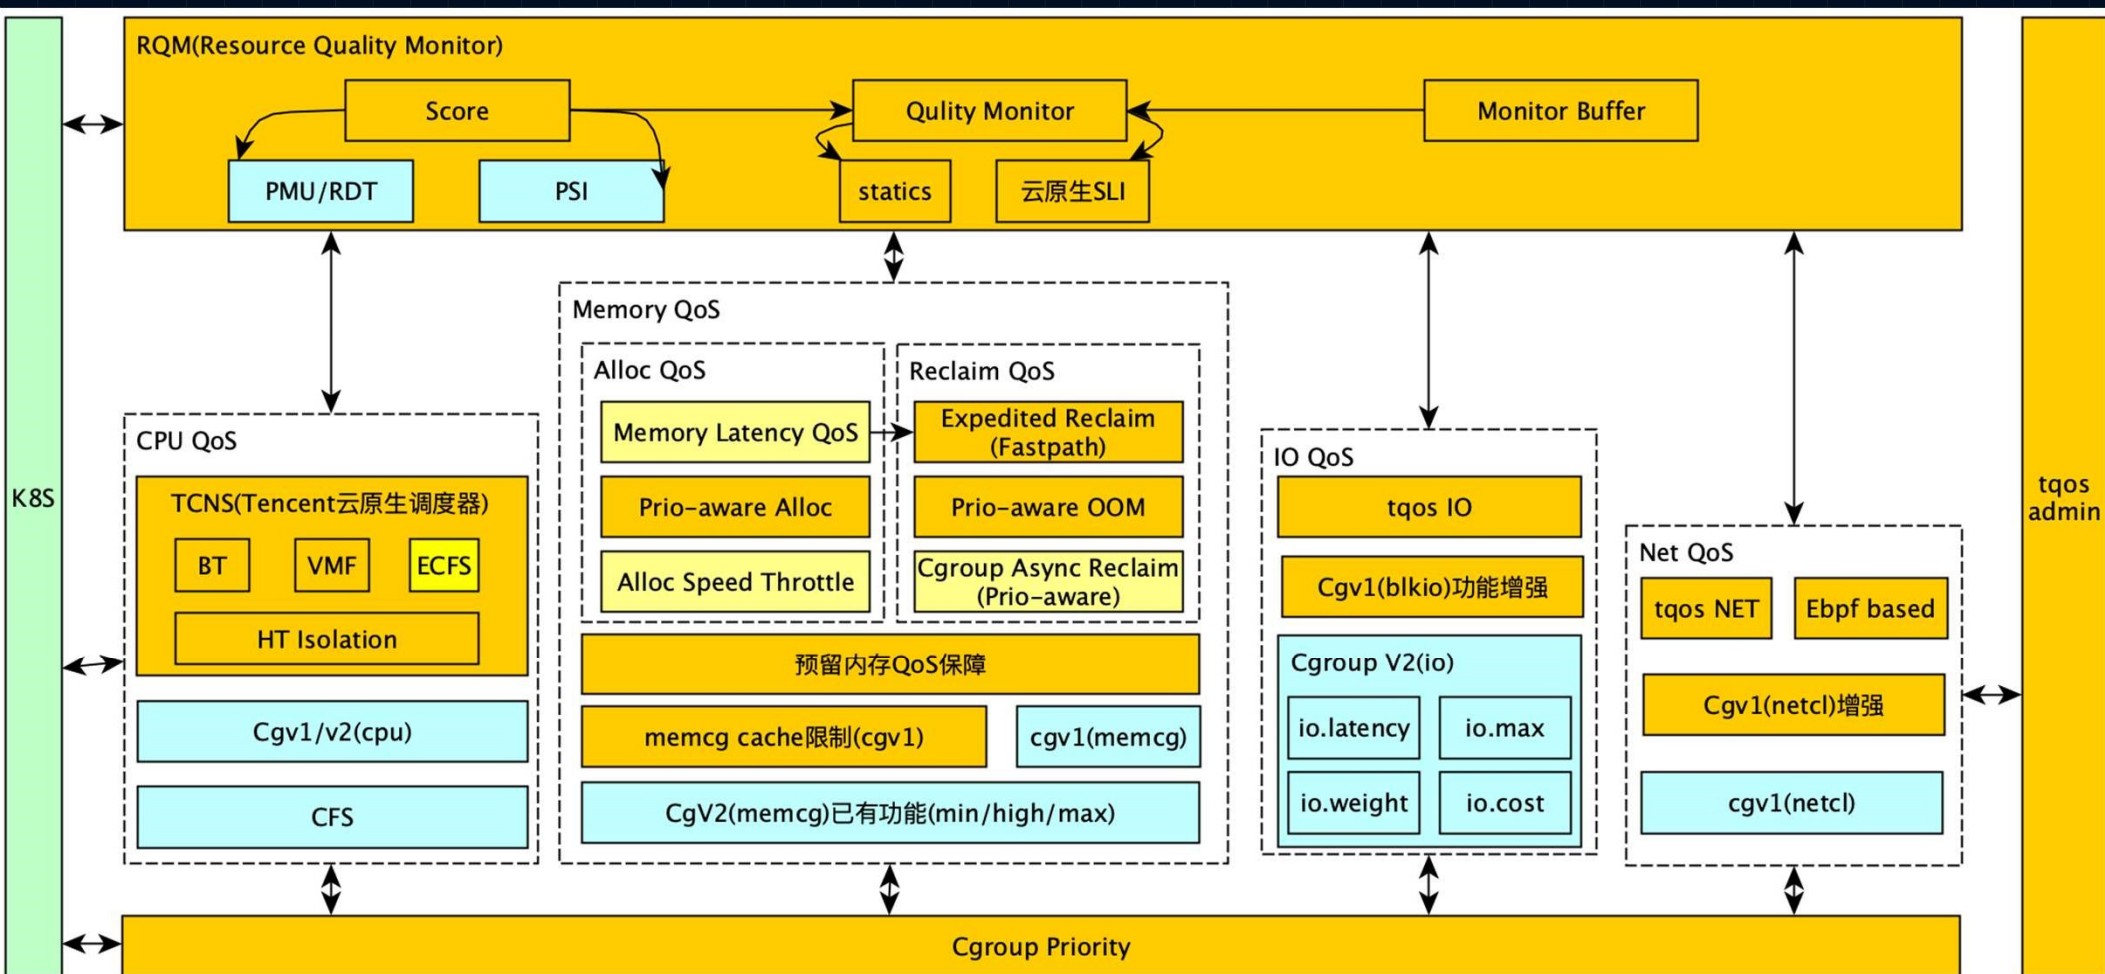 RQM(Resource Quality Monitor)
Score
Qulity Monitor
Monitor Buffer
PMU/RDT
PSI
statics
云原生SLI
K8S
tqos
admin
CPU QoS
TCNS(Tencent云原生调度器)
BT
VMF
ECFS
HT Isolation
Cgv1/v2(cpu)
CFS
Memory QoS
Alloc QoS
Memory Latency QoS
Prio-aware Alloc
Alloc Speed Throttle
Reclaim QoS
Expedited Reclaim
(Fastpath)
Prio-aware OOM
Cgroup Async Reclaim
(Prio-aware)
预留内存QoS保障
memcg cache限制(cgv1)
cgv1(memcg)
CgV2(memcg)已有功能(min/high/max)
IO QoS
tqos IO
Cgv1(blkio)功能增强
Cgroup V2(io)
io.latency
io.max
io.weight
io.cost
Net QoS
tqos NET
Ebpf based
Cgv1(netcl)增强
cgv1(netcl)
Cgroup Priority